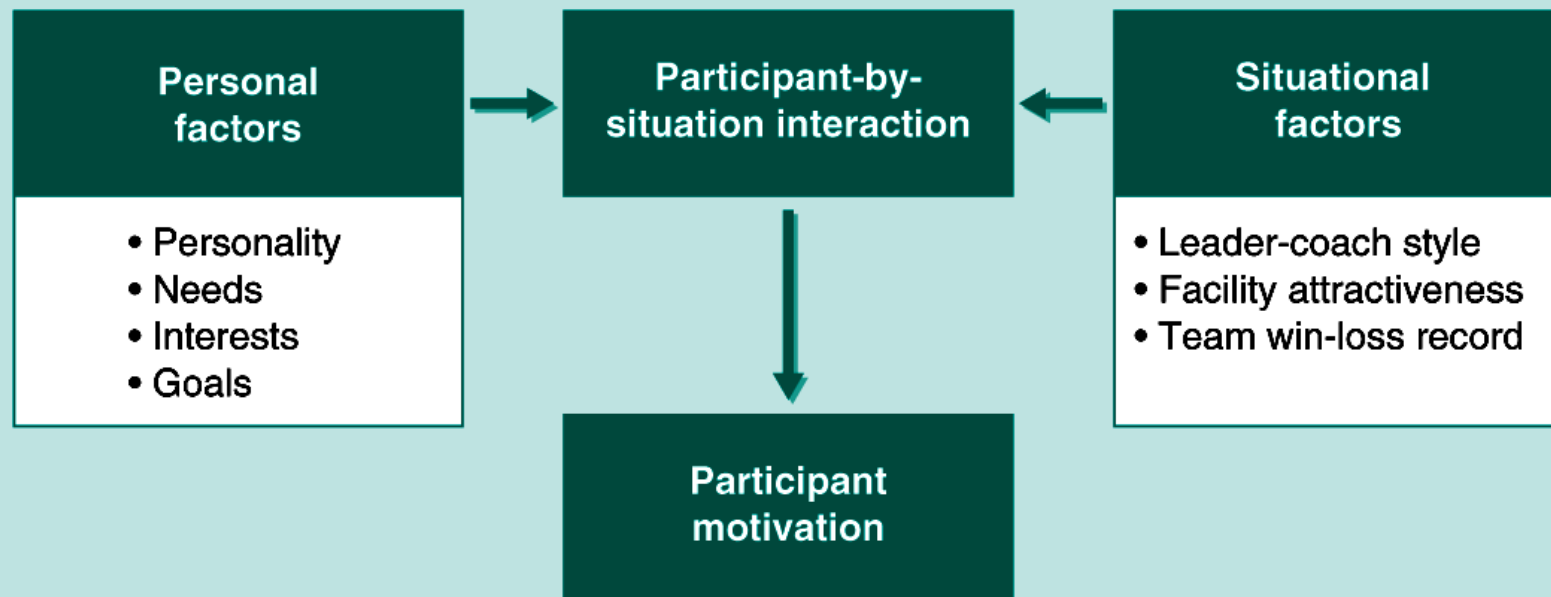 Personal
factors
• Personality
• Needs
• Interests
• Goals
Participant-by-
situation interaction
Situational
factors
• Leader-coach style
• Facility attractiveness
• Team win-loss record
Participant
motivation